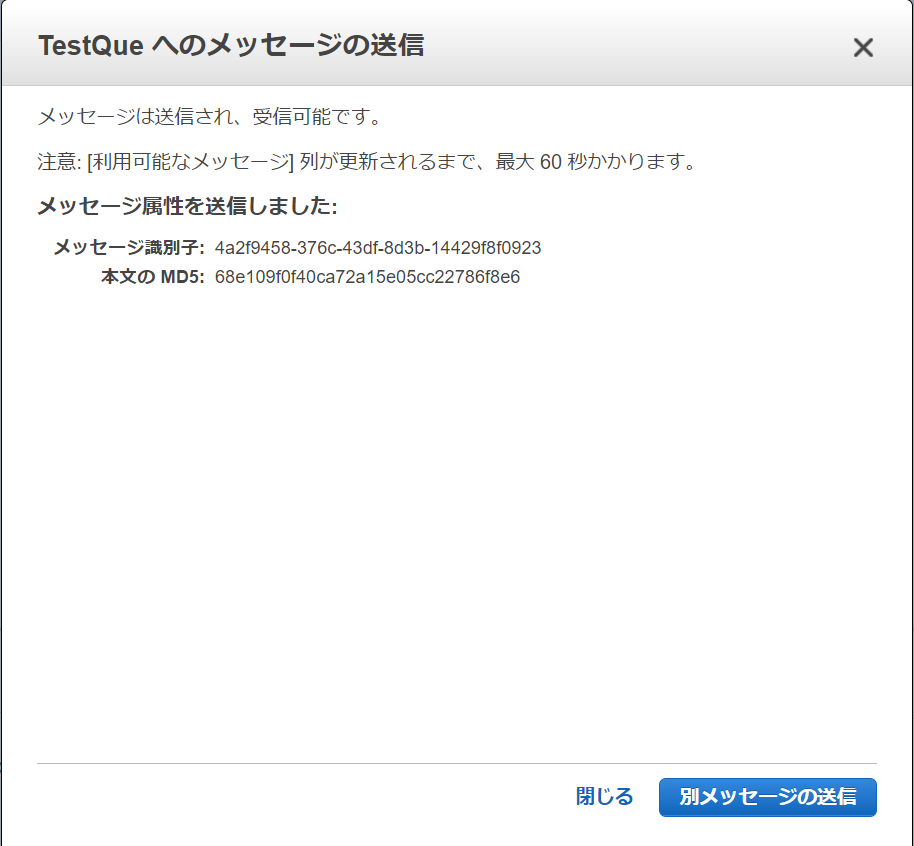 TestQue へのメッセージの送信
メッセージは送信され、受信可能です。
注意: [利用可能なメッセージ] 列が更新されるまで、最大 60 秒かかります。
メッセージ属性を送信しました:
メッセージ識別子: 4a2f9458-376c-43df-8d3b-14429f8f0923
本文の MD5: 68e109f0f40ca72a15e05cc22786f8e6
閉じる 別メッセージの送信